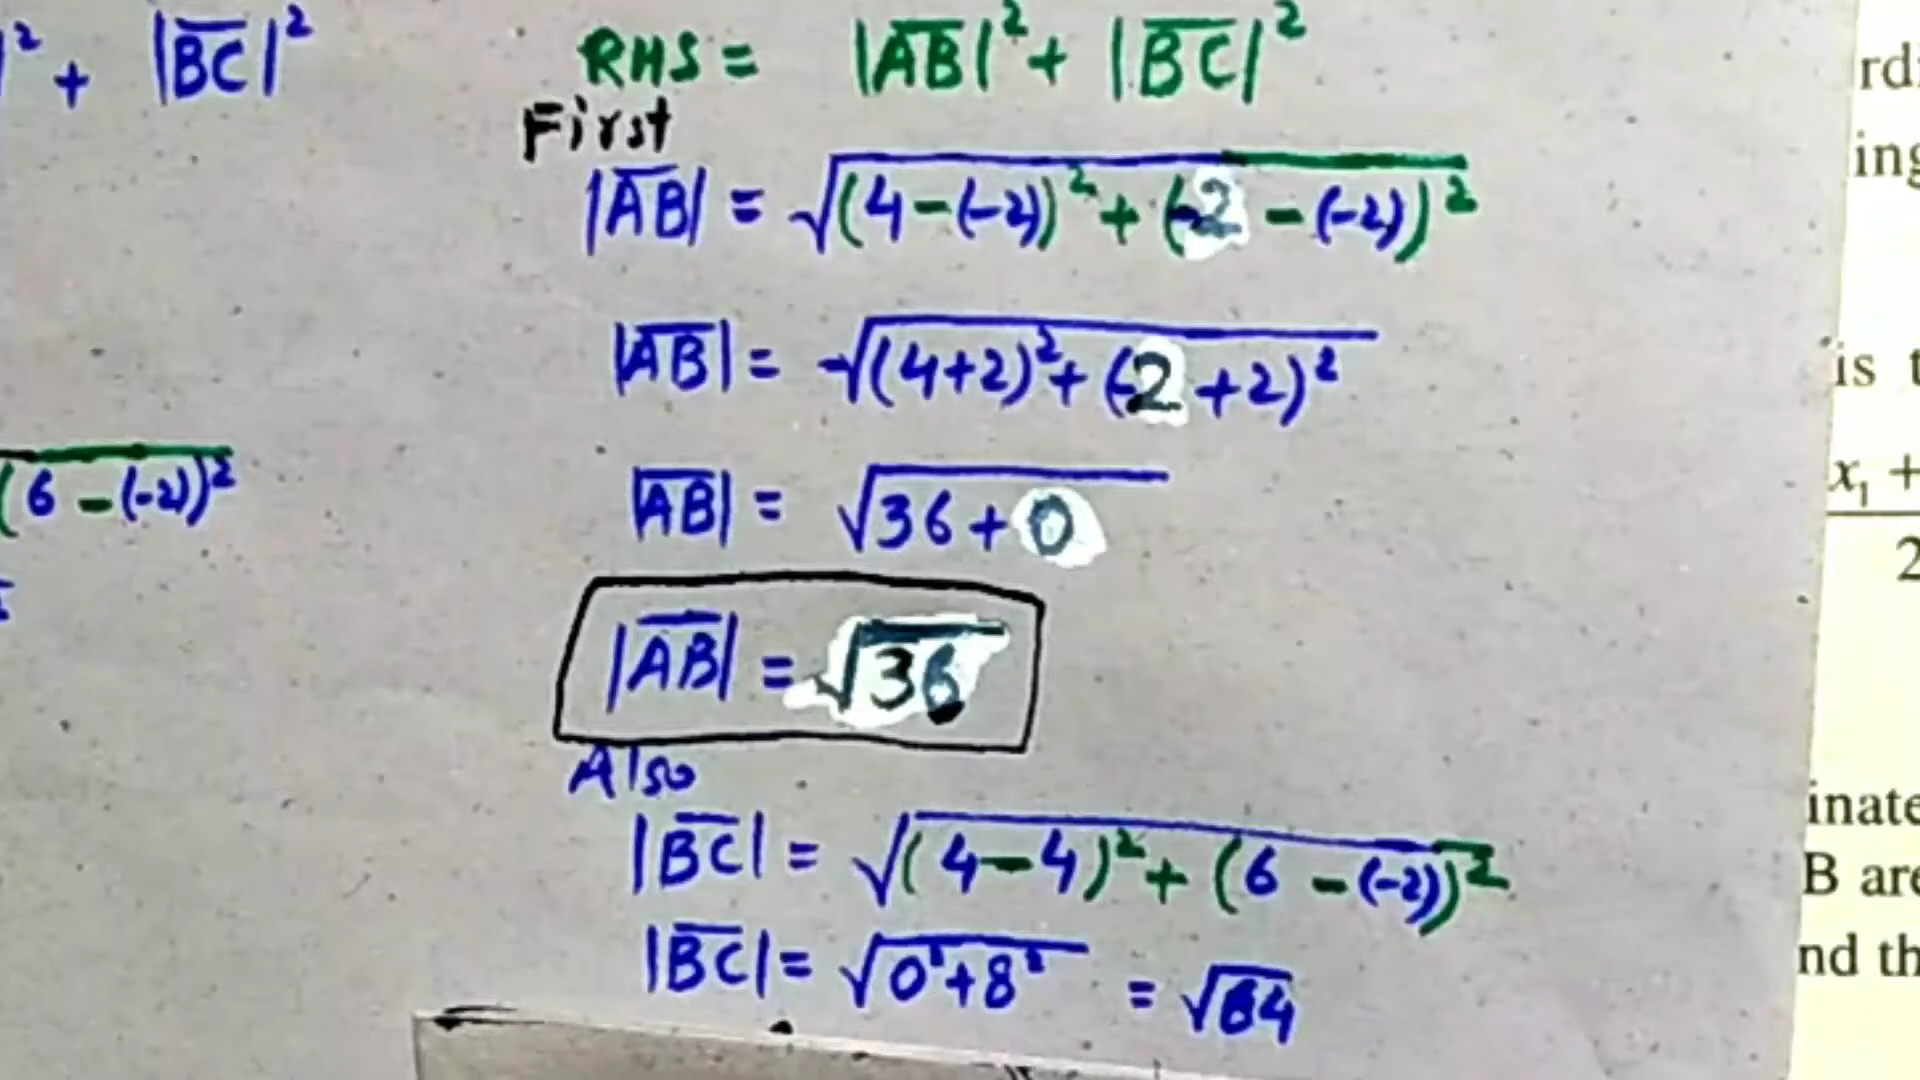 |² + |BC|²
RHS = |AB|² + |BC|²
First
|AB| = √(4-(-2))² + (-2 -(-2))²
|AB| = √(4+2)² + (-2 +2)²
(6 -(-2))²
|AB| = √36 + 0
|AB| = √36
Also
|BC| = √(4-4)² + (6 -(-2))²
|BC| = √0²+8² = √64
ing
is t
x₁ +
2
inate
B are
nd th